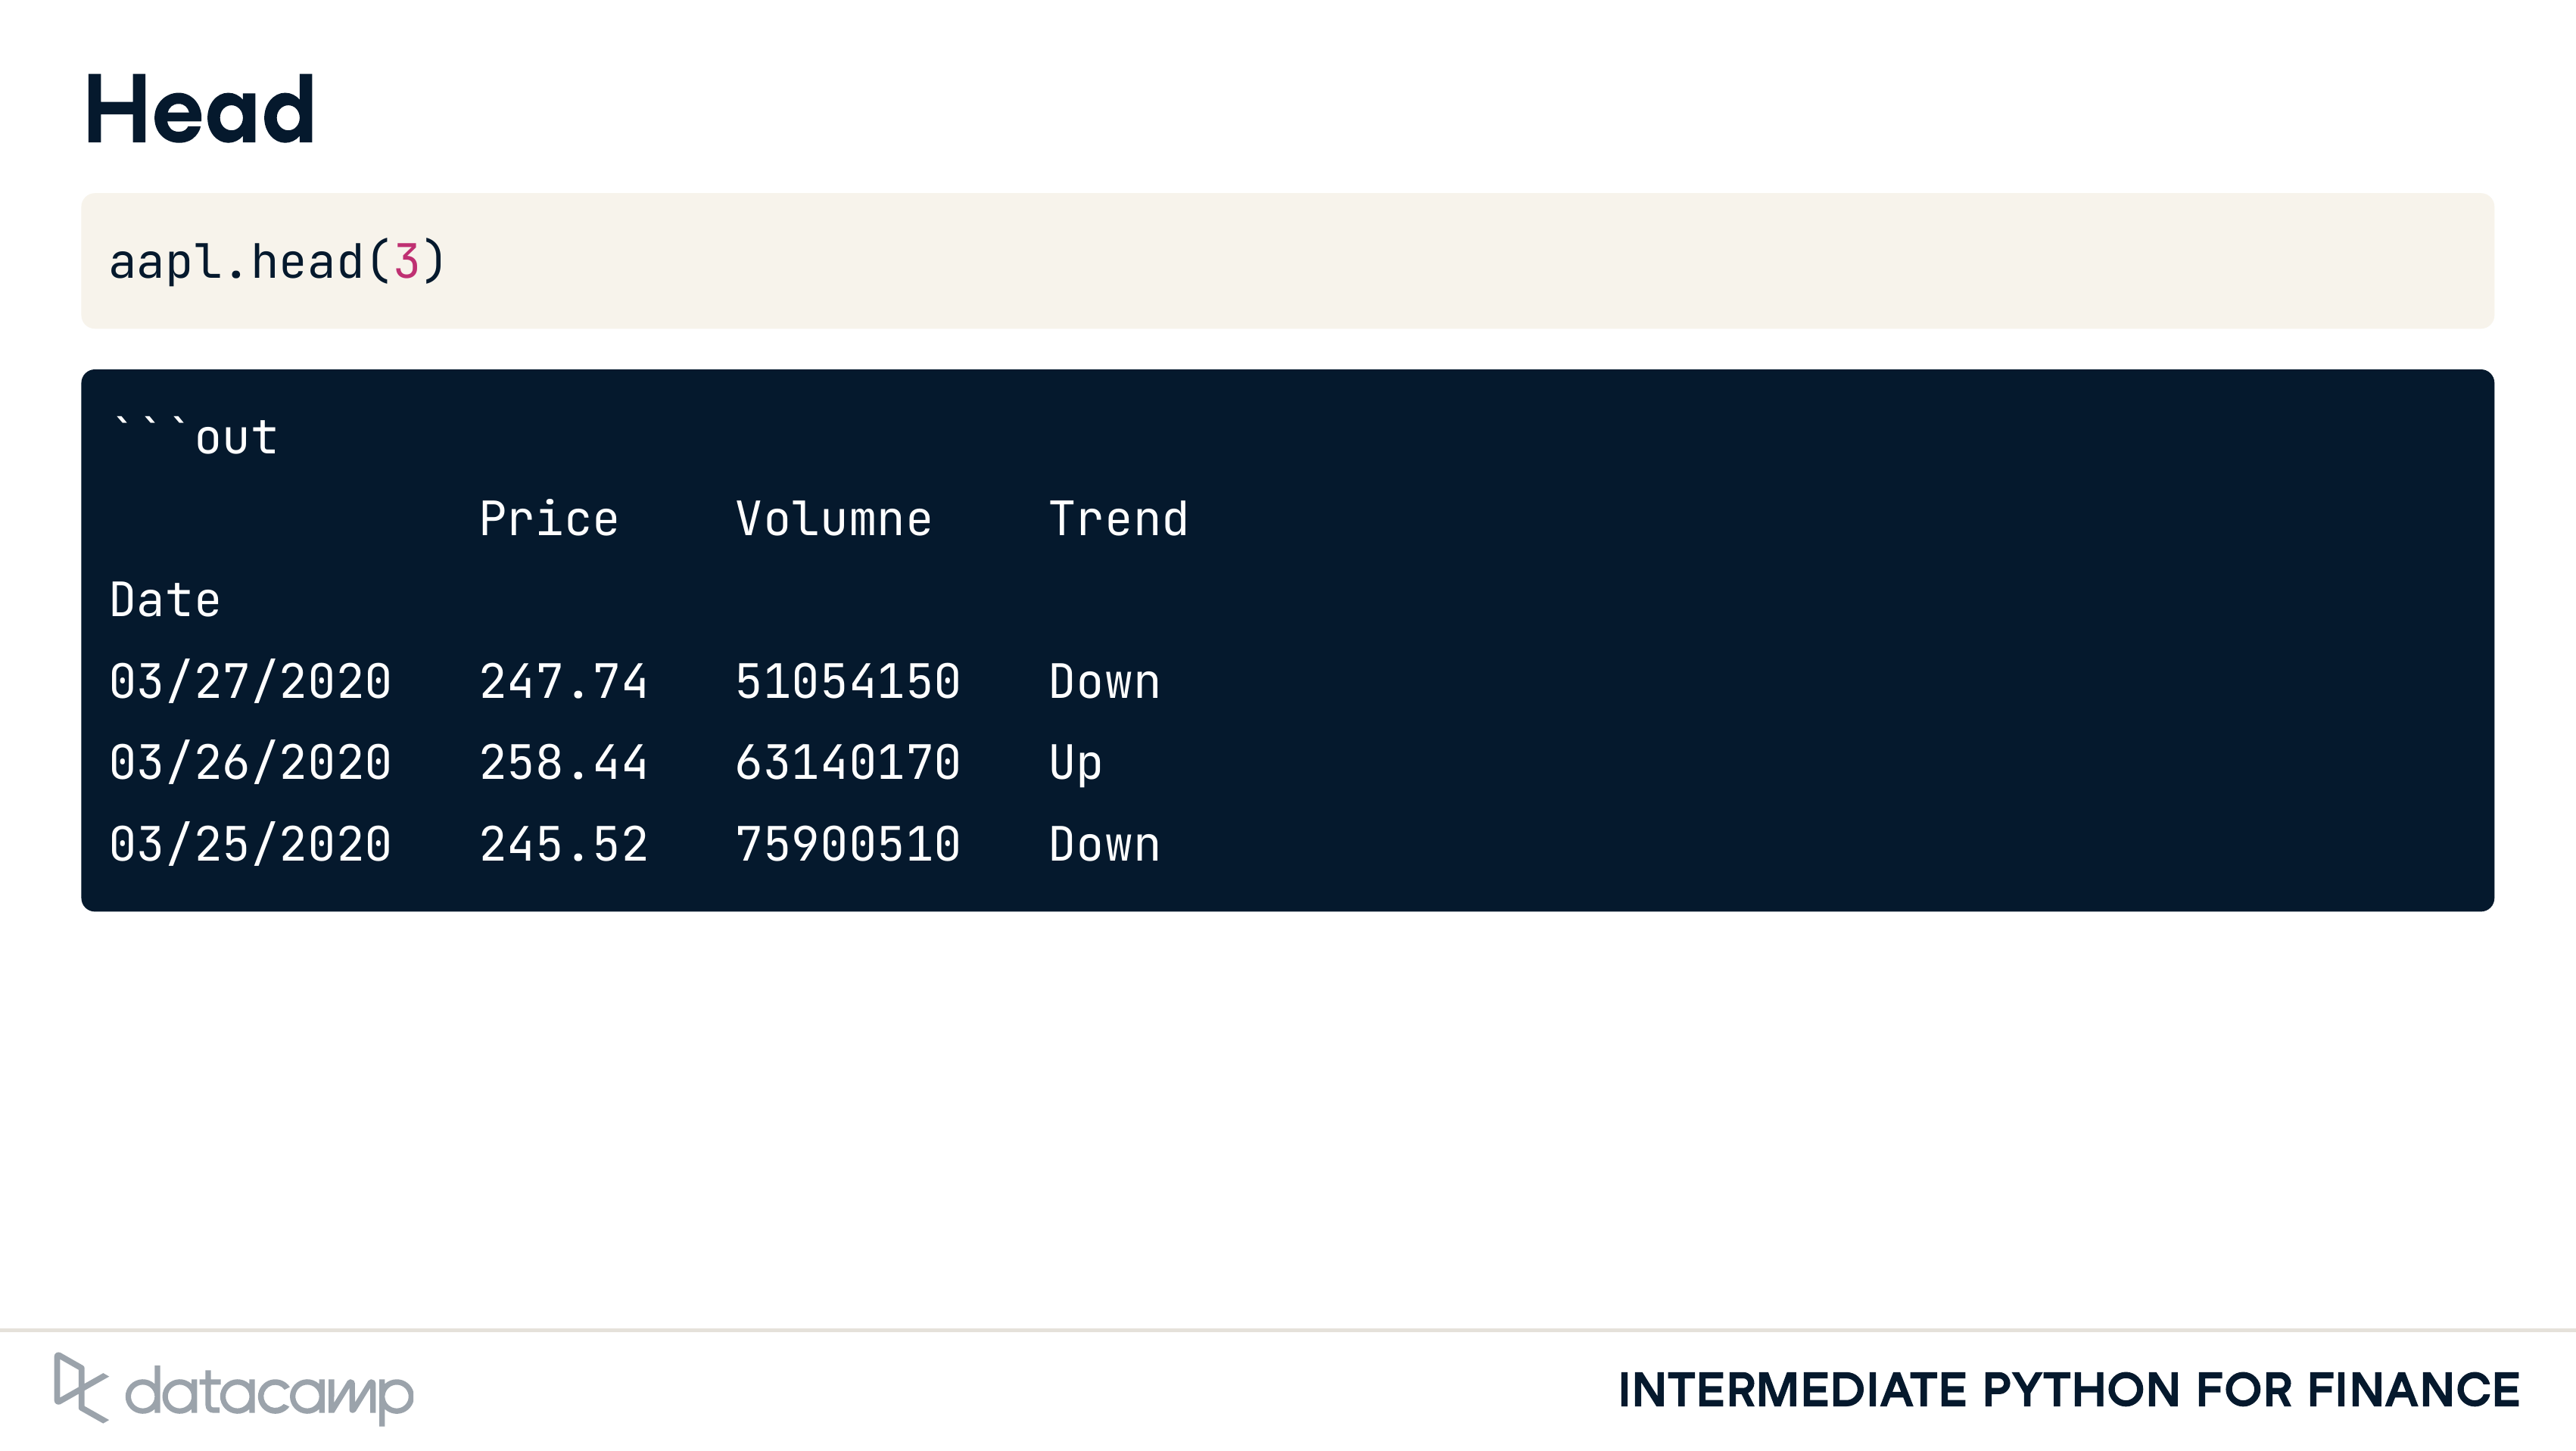 Head
aapl.head(3)
```out
Price Volumne Trend
Date
03/27/2020 247.74 51054150 Down
03/26/2020 258.44 63140170 Up
03/25/2020 245.52 75900510 Down
datacamp
INTERMEDIATE PYTHON FOR FINANCE